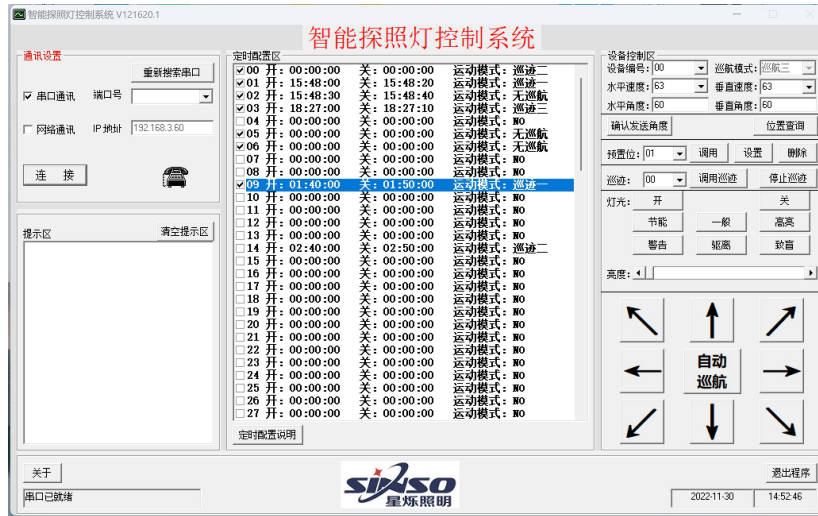 智能探照灯控制系统 V121620.1
智能探照灯控制系统
通讯设置
重新搜索串口
串口通讯 端口号
网络通讯 IP 地址 192.168.3.60
连 接
提示区 清空提示区
定时配置区
00 开: 00:00:00 关: 00:00:00 运动模式: 巡迹二
01 开: 15:48:00 关: 15:48:20 运动模式: 巡迹一
02 开: 15:48:30 关: 15:48:40 运动模式: 无巡航
03 开: 18:27:00 关: 18:27:10 运动模式: 巡迹三
04 开: 00:00:00 关: 00:00:00 运动模式: NO
05 开: 00:00:00 关: 00:00:00 运动模式: 无巡航
06 开: 00:00:00 关: 00:00:00 运动模式: 无巡航
07 开: 00:00:00 关: 00:00:00 运动模式: NO
08 开: 00:00:00 关: 00:00:00 运动模式: NO
09 开: 01:40:00 关: 01:50:00 运动模式: 巡迹一
10 开: 00:00:00 关: 00:00:00 运动模式: NO
11 开: 00:00:00 关: 00:00:00 运动模式: NO
12 开: 00:00:00 关: 00:00:00 运动模式: NO
13 开: 00:00:00 关: 00:00:00 运动模式: NO
14 开: 02:40:00 关: 02:50:00 运动模式: 巡迹二
15 开: 00:00:00 关: 00:00:00 运动模式: NO
16 开: 00:00:00 关: 00:00:00 运动模式: NO
17 开: 00:00:00 关: 00:00:00 运动模式: NO
18 开: 00:00:00 关: 00:00:00 运动模式: NO
19 开: 00:00:00 关: 00:00:00 运动模式: NO
20 开: 00:00:00 关: 00:00:00 运动模式: NO
21 开: 00:00:00 关: 00:00:00 运动模式: NO
22 开: 00:00:00 关: 00:00:00 运动模式: NO
23 开: 00:00:00 关: 00:00:00 运动模式: NO
24 开: 00:00:00 关: 00:00:00 运动模式: NO
25 开: 00:00:00 关: 00:00:00 运动模式: NO
26 开: 00:00:00 关: 00:00:00 运动模式: NO
27 开: 00:00:00 关: 00:00:00 运动模式: NO
定时配置说明
设备控制区
设备编号: 00 巡航模式: 巡航三
水平速度: 63 垂直速度: 63
水平角度: 60 垂直角度: 60
确认发送角度 位置查询
预置位: 01 调用 设置 删除
巡迹: 00 调用巡迹 停止巡迹
灯光: 开 关
节能 一般 高亮
警告 驱离 致盲
亮度:
自动
巡航
关于
串口已就绪
SINSO
星烁照明
退出程序
2022-11-30 14:52:46